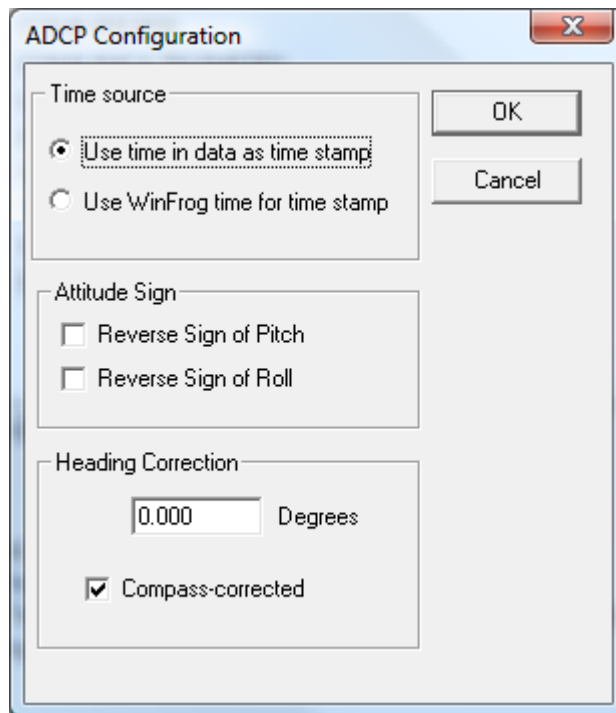 ADCP Configuration
Time source
Use time in data as time stamp
Use WinFrog time for time stamp
OK
Cancel
Attitude Sign
Reverse Sign of Pitch
Reverse Sign of Roll
Heading Correction
0.000 Degrees
Compass-corrected